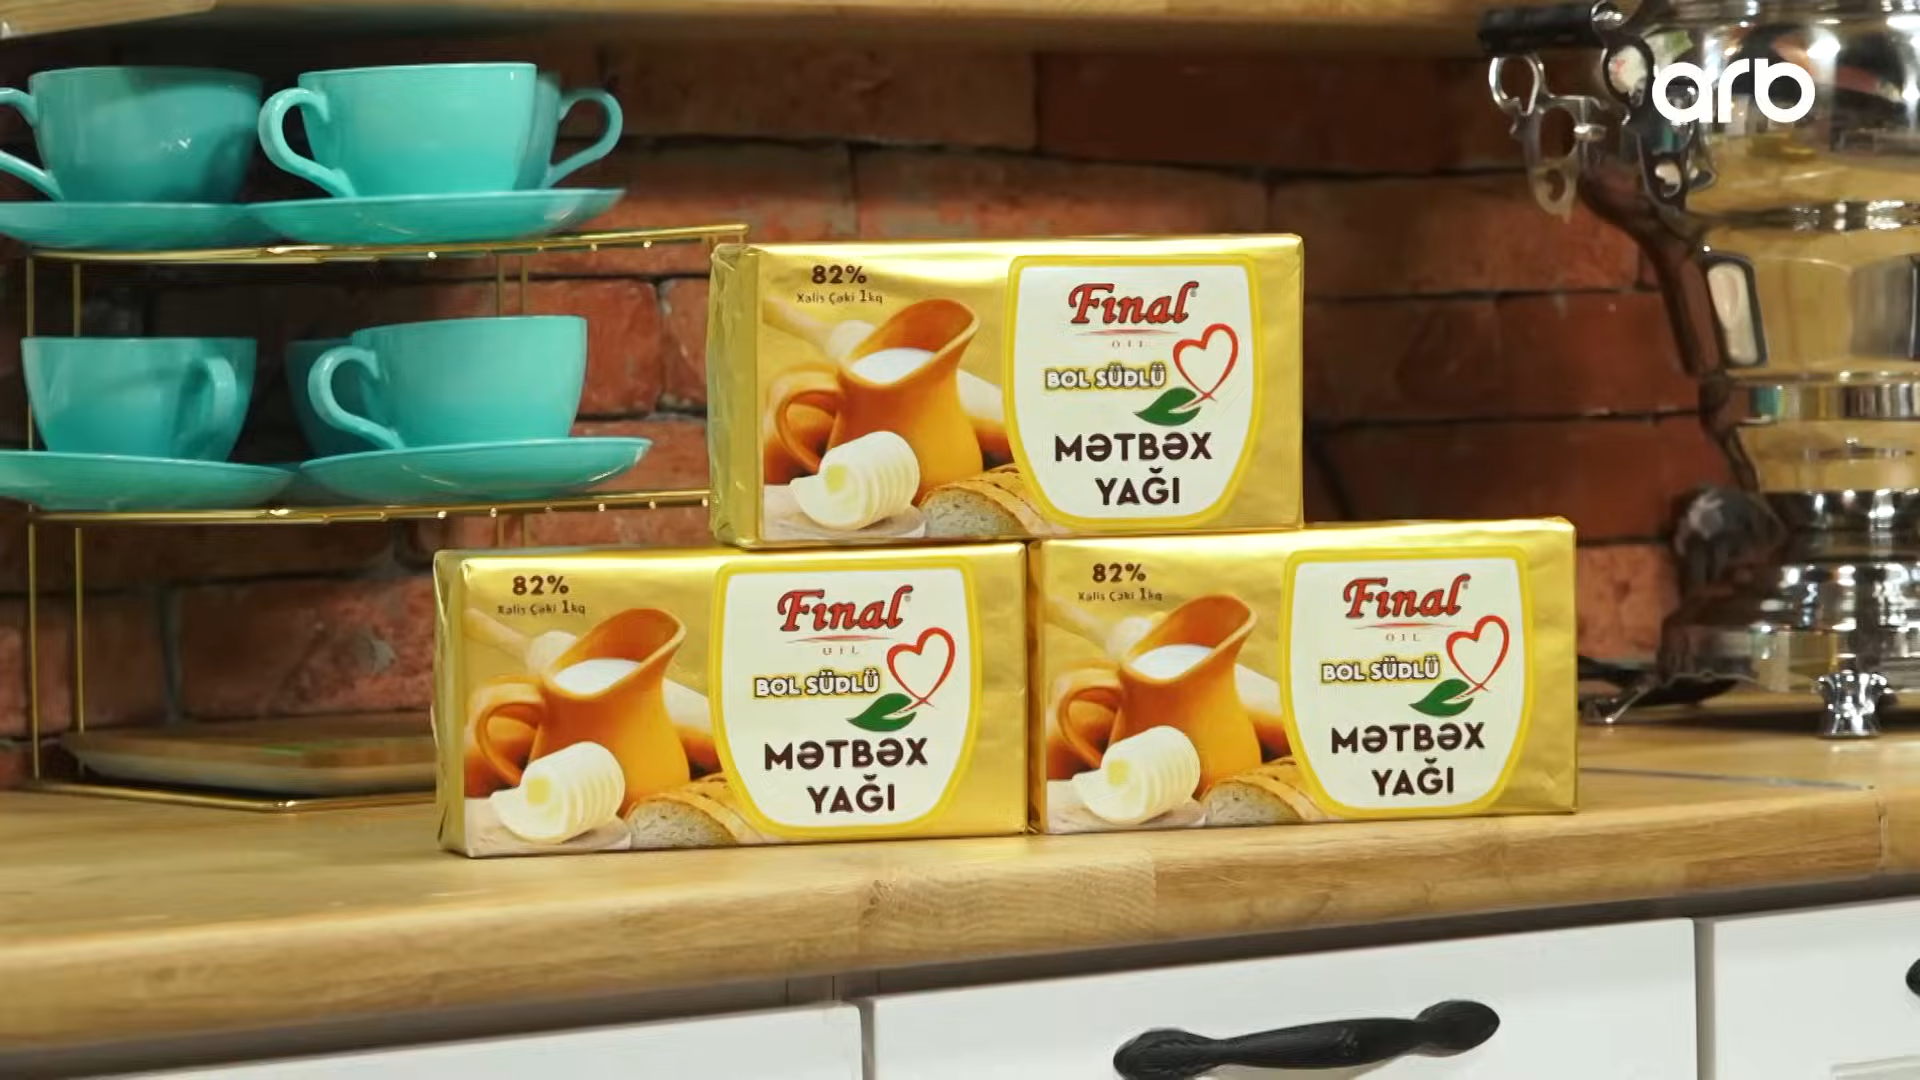 arb
82%
Xalis Çəki 1kq
Final
OIL
BOL SÜDLÜ
MƏTBƏX
YAĞI
82%
Xalis Çəki 1kq
Final
OIL
BOL SÜDLÜ
MƏTBƏX
YAĞI
82%
Xalis Çəki 1kq
Final
OIL
BOL SÜDLÜ
MƏTBƏX
YAĞI